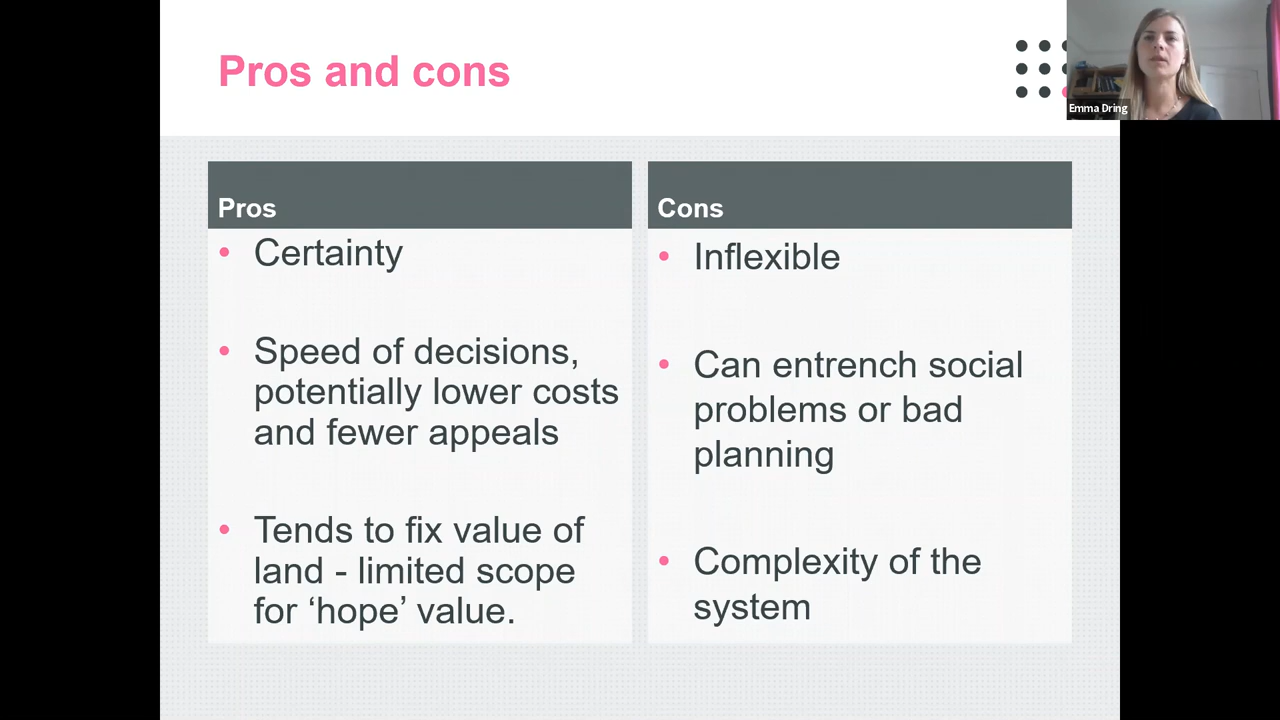 Pros and cons
Emma Dring
Pros
• Certainty
• Speed of decisions,
potentially lower costs
and fewer appeals
• Tends to fix value of
land - limited scope
for ‘hope’ value.
Cons
• Inflexible
• Can entrench social
problems or bad
planning
• Complexity of the
system